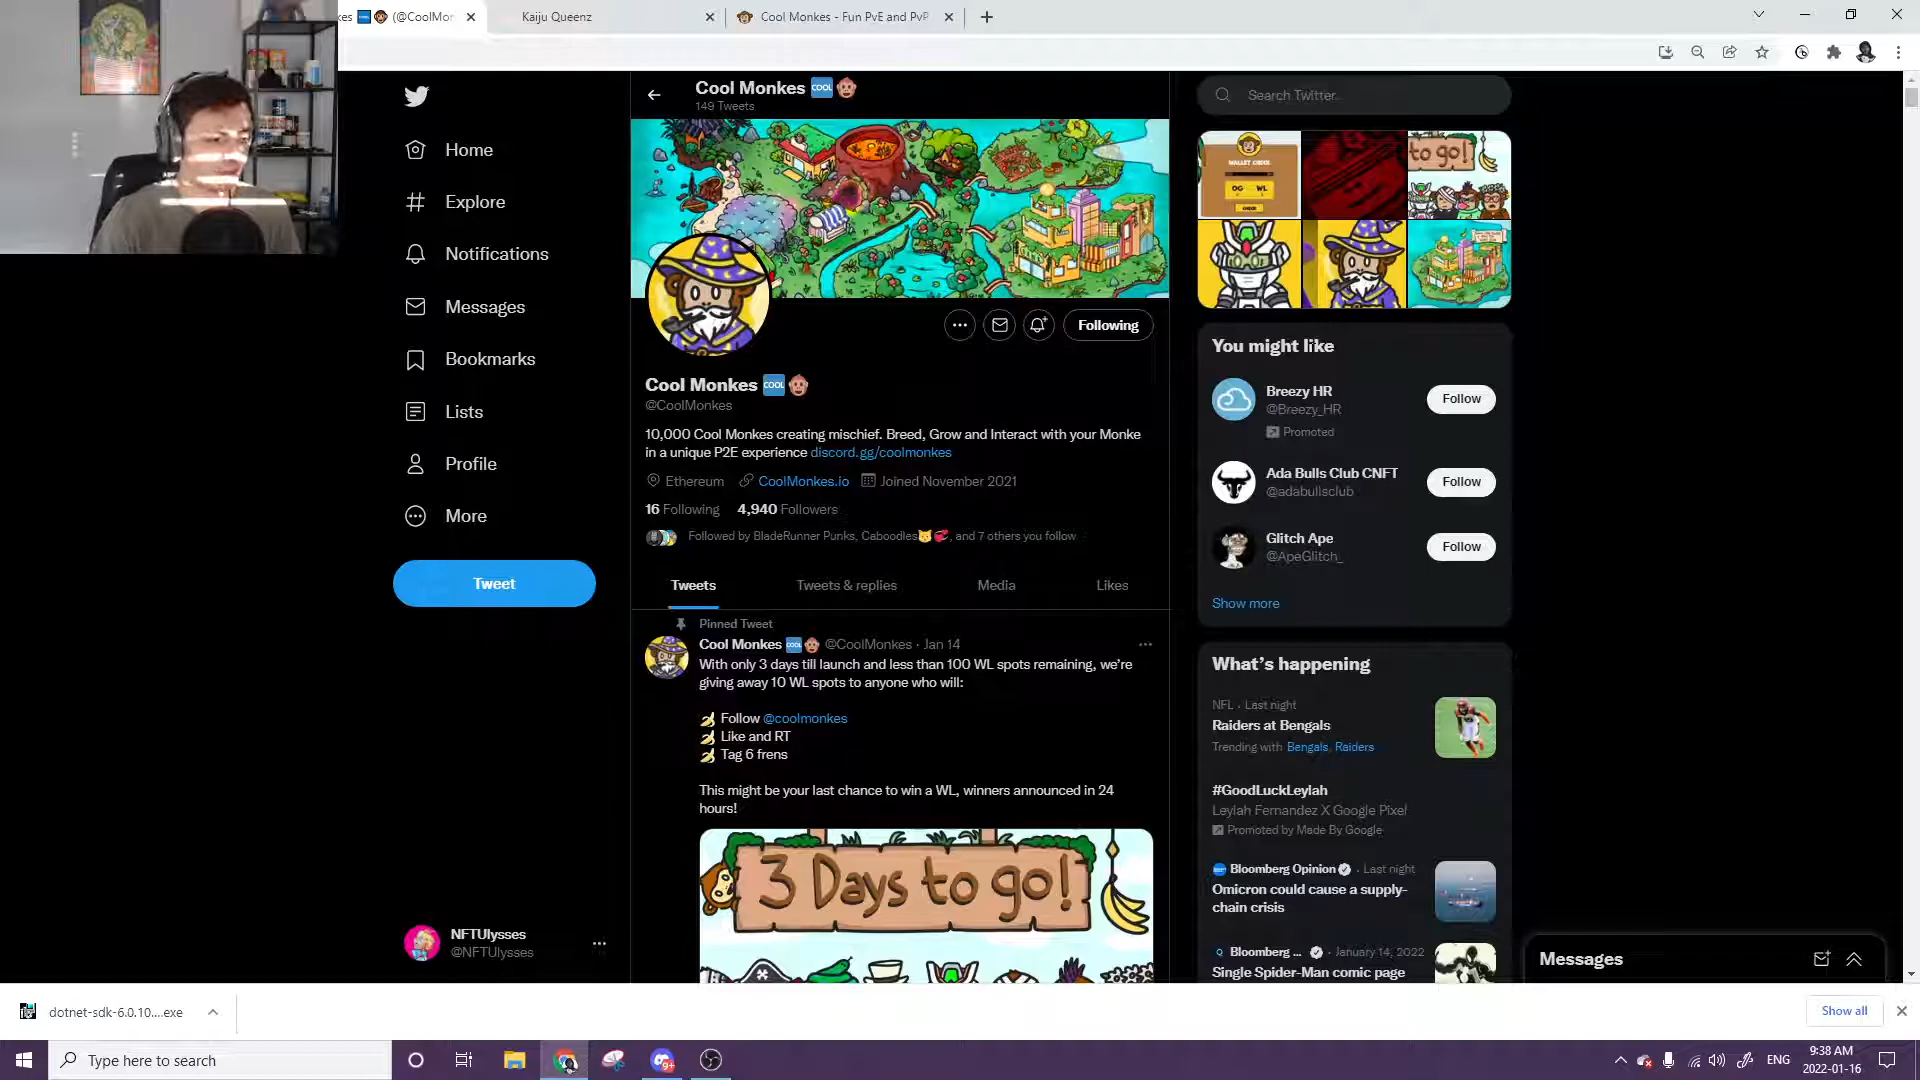 kes COOL (@CoolMon
Kaiju Queenz
Cool Monkes - Fun PvE and PvP
Cool Monkes COOL
149 Tweets
Search Twitter
Home
Explore
Notifications
Messages
Bookmarks
Lists
Profile
More
Tweet
NFTUlysses
@NFTUlysses
Following
Cool Monkes COOL
@CoolMonkes
10,000 Cool Monkes creating mischief. Breed, Grow and Interact with your Monke
in a unique P2E experience discord.gg/coolmonkes
Ethereum CoolMonkes.io Joined November 2021
16 Following 4,940 Followers
Followed by BladeRunner Punks, Caboodles, and 7 others you follow
Tweets Tweets & replies Media Likes
Pinned Tweet
Cool Monkes COOL @CoolMonkes · Jan 14
With only 3 days till launch and less than 100 WL spots remaining, we're
giving away 10 WL spots to anyone who will:
Follow @coolmonkes
Like and RT
Tag 6 frens
This might be your last chance to win a WL, winners announced in 24
hours!
3 Days to go!
WALLET CHECK
OG WL
to go!
You might like
Breezy HR
@Breezy_HR
Promoted
Follow
Ada Bulls Club CNFT
@adabullsclub
Follow
Glitch Ape
@ApeGlitch_
Follow
Show more
What's happening
NFL · Last night
Raiders at Bengals
Trending with Bengals, Raiders
#GoodLuckLeylah
Leylah Fernandez X Google Pixel
Promoted by Made By Google
Bloomberg Opinion · Last night
Omicron could cause a supply-
chain crisis
Bloomberg ... · January 14, 2022
Single Spider-Man comic page
Messages
dotnet-sdk-6.0.10....exe
Show all
Type here to search
9+
ENG
9:38 AM
2022-01-16